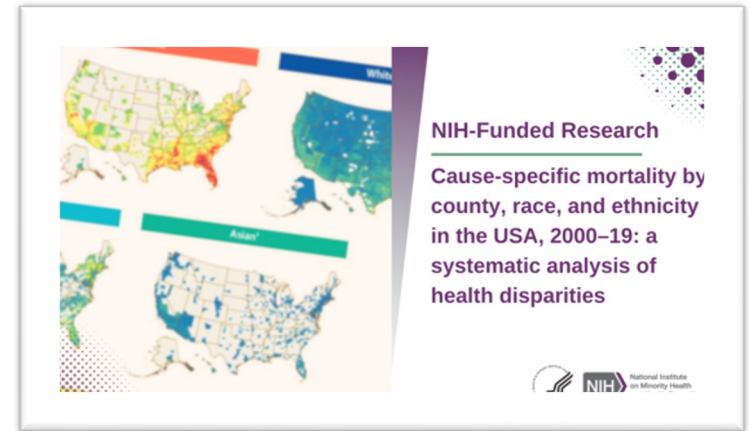 White
Asian¹
NIH-Funded Research
Cause-specific mortality by
county, race, and ethnicity
in the USA, 2000–19: a
systematic analysis of
health disparities
NIH
National Institute
on Minority Health